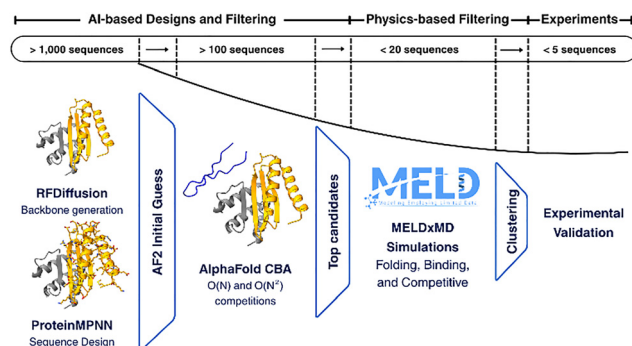 AI-based Designs and Filtering
Physics-based Filtering
Experiments
> 1,000 sequences
> 100 sequences
< 20 sequences
< 5 sequences
RFDiffusion
Backbone generation
ProteinMPNN
Sequence Design
AF2 Initial Guess
AlphaFold CBA
O(N) and O(N²)
competitions
Top candidates
MELD
MELDxMD
Simulations
Folding, Binding,
and Competitive
Clustering
Experimental
Validation